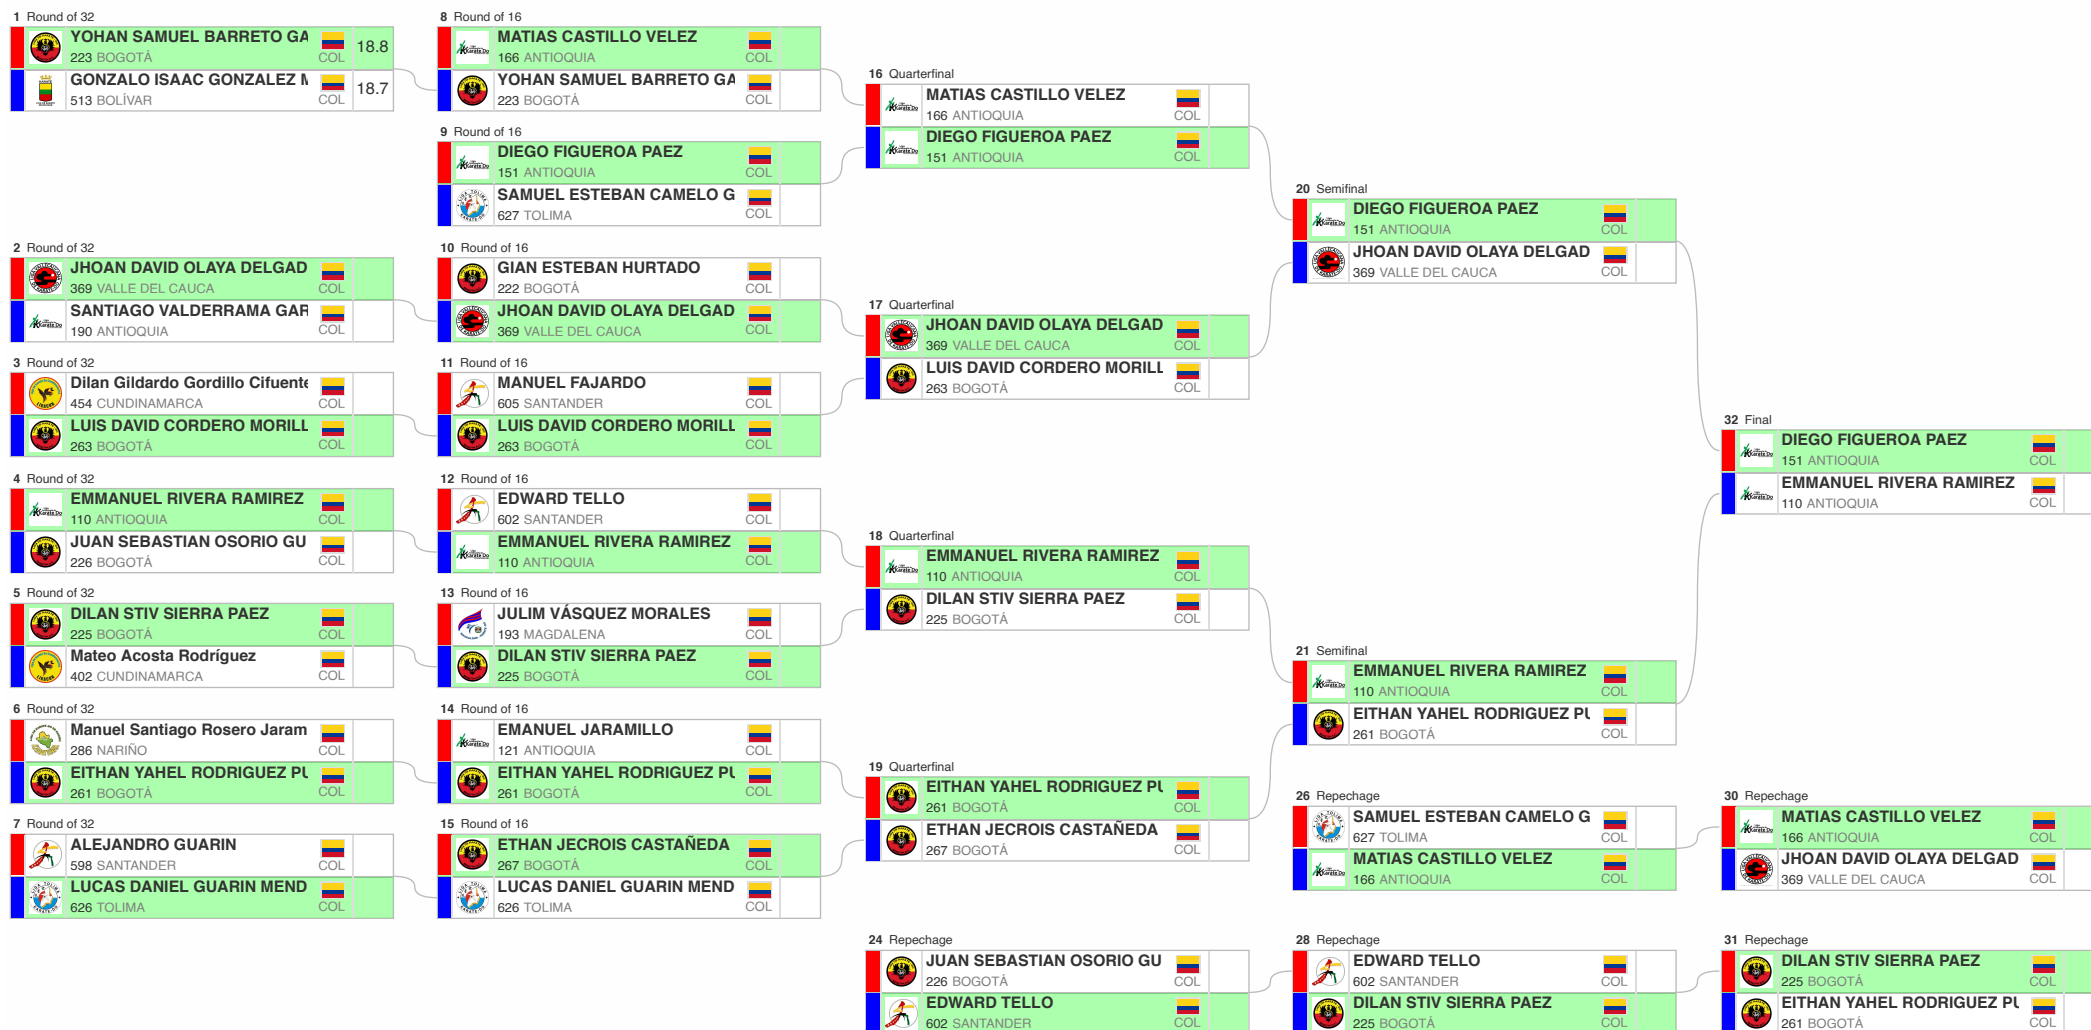 1 Round of 32
YOHAN SAMUEL BARRETO GA
223 BOGOTÁ
COL
18.8
GONZALO ISAAC GONZALEZ M
513 BOLÍVAR
COL
18.7
2 Round of 32
JHOAN DAVID OLAYA DELGAD
369 VALLE DEL CAUCA
COL
SANTIAGO VALDERRAMA GAR
190 ANTIOQUIA
COL
3 Round of 32
Dilan Gildardo Gordillo Cifuente
454 CUNDINAMARCA
COL
LUIS DAVID CORDERO MORILL
263 BOGOTÁ
COL
4 Round of 32
EMMANUEL RIVERA RAMIREZ
110 ANTIOQUIA
COL
JUAN SEBASTIAN OSORIO GU
226 BOGOTÁ
COL
5 Round of 32
DILAN STIV SIERRA PAEZ
225 BOGOTÁ
COL
Mateo Acosta Rodríguez
402 CUNDINAMARCA
COL
6 Round of 32
Manuel Santiago Rosero Jaram
286 NARIÑO
COL
EITHAN YAHEL RODRIGUEZ PU
261 BOGOTÁ
COL
7 Round of 32
ALEJANDRO GUARIN
598 SANTANDER
COL
LUCAS DANIEL GUARIN MEND
626 TOLIMA
COL
8 Round of 16
MATIAS CASTILLO VELEZ
166 ANTIOQUIA
COL
YOHAN SAMUEL BARRETO GA
223 BOGOTÁ
COL
9 Round of 16
DIEGO FIGUEROA PAEZ
151 ANTIOQUIA
COL
SAMUEL ESTEBAN CAMELO G
627 TOLIMA
COL
10 Round of 16
GIAN ESTEBAN HURTADO
222 BOGOTÁ
COL
JHOAN DAVID OLAYA DELGAD
369 VALLE DEL CAUCA
COL
11 Round of 16
MANUEL FAJARDO
605 SANTANDER
COL
LUIS DAVID CORDERO MORILL
263 BOGOTÁ
COL
12 Round of 16
EDWARD TELLO
602 SANTANDER
COL
EMMANUEL RIVERA RAMIREZ
110 ANTIOQUIA
COL
13 Round of 16
JULIM VÁSQUEZ MORALES
193 MAGDALENA
COL
DILAN STIV SIERRA PAEZ
225 BOGOTÁ
COL
14 Round of 16
EMANUEL JARAMILLO
121 ANTIOQUIA
COL
EITHAN YAHEL RODRIGUEZ PU
261 BOGOTÁ
COL
15 Round of 16
ETHAN JECROIS CASTAÑEDA
267 BOGOTÁ
COL
LUCAS DANIEL GUARIN MEND
626 TOLIMA
COL
16 Quarterfinal
MATIAS CASTILLO VELEZ
166 ANTIOQUIA
COL
DIEGO FIGUEROA PAEZ
151 ANTIOQUIA
COL
17 Quarterfinal
JHOAN DAVID OLAYA DELGAD
369 VALLE DEL CAUCA
COL
LUIS DAVID CORDERO MORILL
263 BOGOTÁ
COL
18 Quarterfinal
EMMANUEL RIVERA RAMIREZ
110 ANTIOQUIA
COL
DILAN STIV SIERRA PAEZ
225 BOGOTÁ
COL
19 Quarterfinal
EITHAN YAHEL RODRIGUEZ PU
261 BOGOTÁ
COL
ETHAN JECROIS CASTAÑEDA
267 BOGOTÁ
COL
24 Repechage
JUAN SEBASTIAN OSORIO GU
226 BOGOTÁ
COL
EDWARD TELLO
602 SANTANDER
COL
20 Semifinal
DIEGO FIGUEROA PAEZ
151 ANTIOQUIA
COL
JHOAN DAVID OLAYA DELGAD
369 VALLE DEL CAUCA
COL
21 Semifinal
EMMANUEL RIVERA RAMIREZ
110 ANTIOQUIA
COL
EITHAN YAHEL RODRIGUEZ PU
261 BOGOTÁ
COL
26 Repechage
SAMUEL ESTEBAN CAMELO G
627 TOLIMA
COL
MATIAS CASTILLO VELEZ
166 ANTIOQUIA
COL
28 Repechage
EDWARD TELLO
602 SANTANDER
COL
DILAN STIV SIERRA PAEZ
225 BOGOTÁ
COL
32 Final
DIEGO FIGUEROA PAEZ
151 ANTIOQUIA
COL
EMMANUEL RIVERA RAMIREZ
110 ANTIOQUIA
COL
30 Repechage
MATIAS CASTILLO VELEZ
166 ANTIOQUIA
COL
JHOAN DAVID OLAYA DELGAD
369 VALLE DEL CAUCA
COL
31 Repechage
DILAN STIV SIERRA PAEZ
225 BOGOTÁ
COL
EITHAN YAHEL RODRIGUEZ PU
261 BOGOTÁ
COL